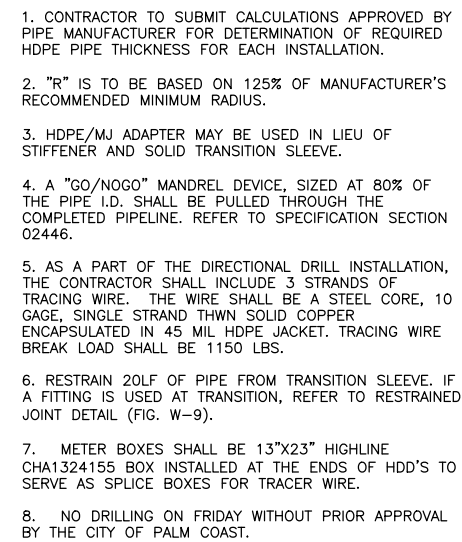 1. CONTRACTOR TO SUBMIT CALCULATIONS APPROVED BY
PIPE MANUFACTURER FOR DETERMINATION OF REQUIRED
HDPE PIPE THICKNESS FOR EACH INSTALLATION.
2. "R" IS TO BE BASED ON 125% OF MANUFACTURER'S
RECOMMENDED MINIMUM RADIUS.
3. HDPE/MJ ADAPTER MAY BE USED IN LIEU OF
STIFFENER AND SOLID TRANSITION SLEEVE.
4. A "GO/NOGO" MANDREL DEVICE, SIZED AT 80% OF
THE PIPE I.D. SHALL BE PULLED THROUGH THE
COMPLETED PIPELINE. REFER TO SPECIFICATION SECTION
02446.
5. AS A PART OF THE DIRECTIONAL DRILL INSTALLATION,
THE CONTRACTOR SHALL INCLUDE 3 STRANDS OF
TRACING WIRE. THE WIRE SHALL BE A STEEL CORE, 10
GAGE, SINGLE STRAND THWN SOLID COPPER
ENCAPSULATED IN 45 MIL HDPE JACKET. TRACING WIRE
BREAK LOAD SHALL BE 1150 LBS.
6. RESTRAIN 20LF OF PIPE FROM TRANSITION SLEEVE. IF
A FITTING IS USED AT TRANSITION, REFER TO RESTRAINED
JOINT DETAIL (FIG. W-9).
7. METER BOXES SHALL BE 13"X23" HIGHLINE
CHA1324155 BOX INSTALLED AT THE ENDS OF HDD'S TO
SERVE AS SPLICE BOXES FOR TRACER WIRE.
8. NO DRILLING ON FRIDAY WITHOUT PRIOR APPROVAL
BY THE CITY OF PALM COAST.